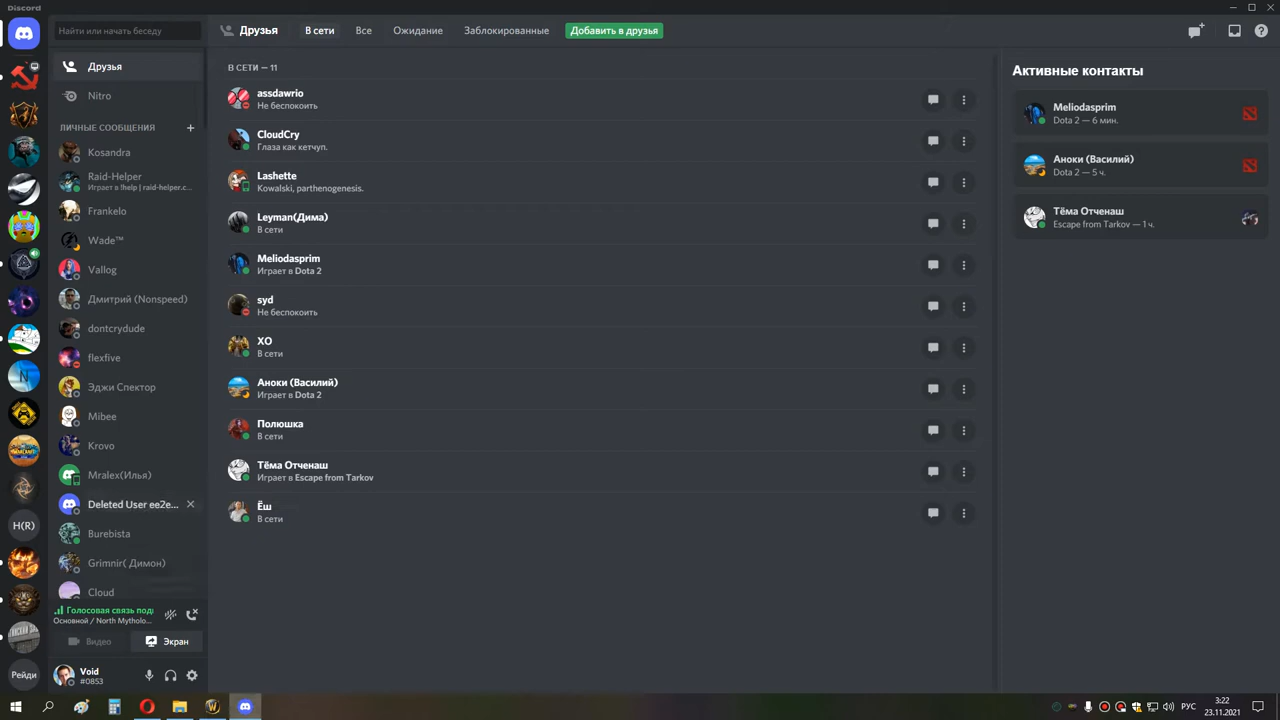 Discord
Найти или начать беседу
Друзья
В сети
Все
Ожидание
Заблокированные
Добавить в друзья
Друзья
Nitro
ЛИЧНЫЕ СООБЩЕНИЯ
Kosandra
Raid-Helper
Играет в !help | raid-helper.c...
Frankelo
Wade™
Vallog
Дмитрий (Nonspeed)
dontcrydude
flexfive
Эджи Спектор
Mibee
Krovo
Mralex(Илья)
Deleted User ee2e...
Burebista
Grimnir( Димон)
Cloud
H(R)
Рейди
Голосовая связь под
Основной / North Mytholo...
Видео
Экран
Void
#0853
В СЕТИ — 11
assdawrio
Не беспокоить
CloudCry
Глаза как кетчуп.
Lashette
Kowalski, parthenogenesis.
Leyman(Дима)
В сети
Meliodasprim
Играет в Dota 2
syd
Не беспокоить
XO
В сети
Аноки (Василий)
Играет в Dota 2
Полюшка
В сети
Тёма Отченаш
Играет в Escape from Tarkov
Ёш
В сети
Активные контакты
Meliodasprim
Dota 2 — 6 мин.
Аноки (Василий)
Dota 2 — 5 ч.
Тёма Отченаш
Escape from Tarkov — 1 ч.
РУС
3:22
23.11.2021